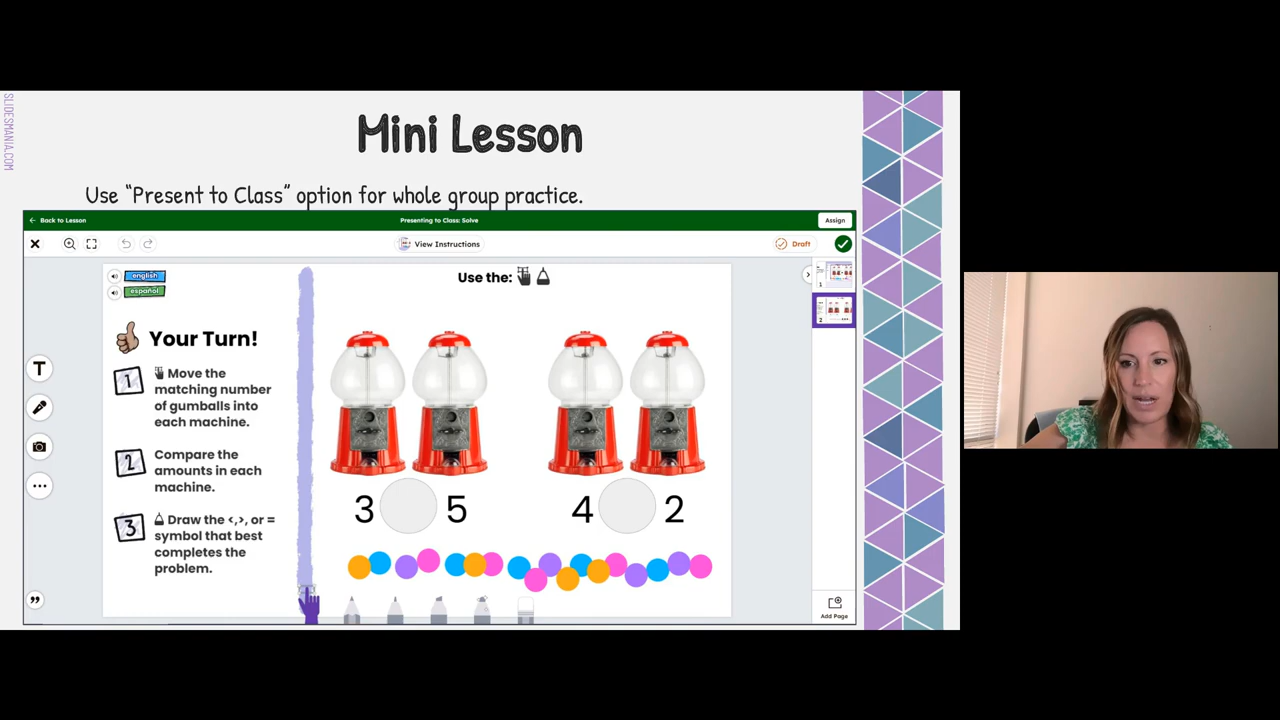 SLIDESMANIA.COM
Mini Lesson
Use "Present to Class" option for whole group practice.
← Back to Lesson
Presenting to Class: Solve
Assign
View Instructions
Draft
english
español
Use the:
Your Turn!
1 Move the
matching number
of gumballs into
each machine.
2 Compare the
amounts in each
machine.
3 Draw the <,>, or =
symbol that best
completes the
problem.
3 5 4 2
T
1
2
Add Page